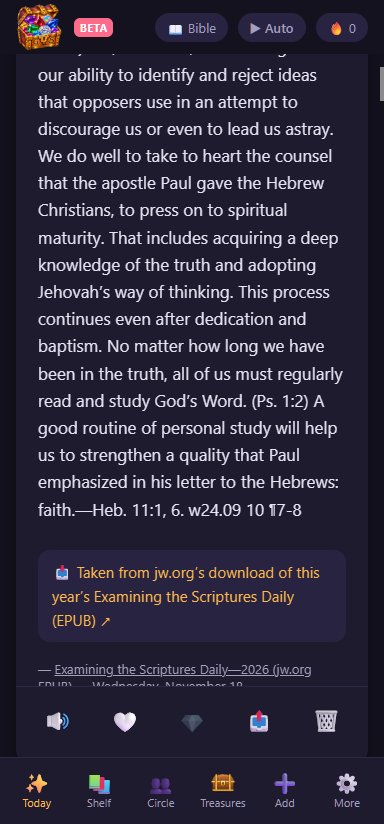 BETA
Bible
Auto
0
our ability to identify and reject ideas
that opposers use in an attempt to
discourage us or even to lead us astray.
We do well to take to heart the counsel
that the apostle Paul gave the Hebrew
Christians, to press on to spiritual
maturity. That includes acquiring a deep
knowledge of the truth and adopting
Jehovah’s way of thinking. This process
continues even after dedication and
baptism. No matter how long we have
been in the truth, all of us must regularly
read and study God’s Word. (Ps. 1:2) A
good routine of personal study will help
us to strengthen a quality that Paul
emphasized in his letter to the Hebrews:
faith.—Heb. 11:1, 6. w24.09 10 ¶7-8
Taken from jw.org’s download of this
year’s Examining the Scriptures Daily
(EPUB) ↗
— Examining the Scriptures Daily—2026 (jw.org
EPUB) — Wednesday, November 18
Today
Shelf
Circle
Treasures
Add
More